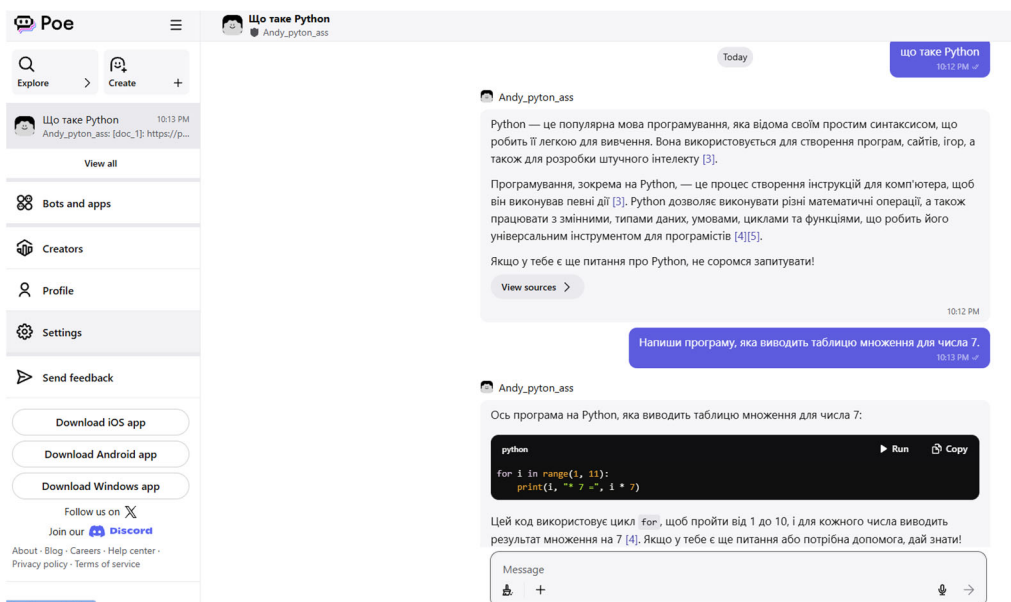 Poe
Explore
Create
Що таке Python 10:13 PM
Andy_pyton_ass: [doc_1]: https://p...
View all
Bots and apps
Creators
Profile
Settings
Send feedback
Download iOS app
Download Android app
Download Windows app
Follow us on X
Join our Discord
About · Blog · Careers · Help center ·
Privacy policy · Terms of service
Що таке Python
Andy_pyton_ass
Today
що таке Python
10:12 PM
Andy_pyton_ass
Python — це популярна мова програмування, яка відома своїм простим синтаксисом, що
робить її легкою для вивчення. Вона використовується для створення програм, сайтів, ігор, а
також для розробки штучного інтелекту [3].
Програмування, зокрема на Python, — це процес створення інструкцій для комп'ютера, щоб
він виконував певні дії [3]. Python дозволяє виконувати різні математичні операції, а також
працювати з змінними, типами даних, умовами, циклами та функціями, що робить його
універсальним інструментом для програмістів [4][5].
Якщо у тебе є ще питання про Python, не соромся запитувати!
View sources
10:12 PM
Напиши програму, яка виводить таблицю множення для числа 7.
10:13 PM
Andy_pyton_ass
Ось програма на Python, яка виводить таблицю множення для числа 7:
python Run Copy
for i in range(1, 11):
    print(i, "* 7 =", i * 7)
Цей код використовує цикл for, щоб пройти від 1 до 10, і для кожного числа виводить
результат множення на 7 [4]. Якщо у тебе є ще питання або потрібна допомога, дай знати!
Message